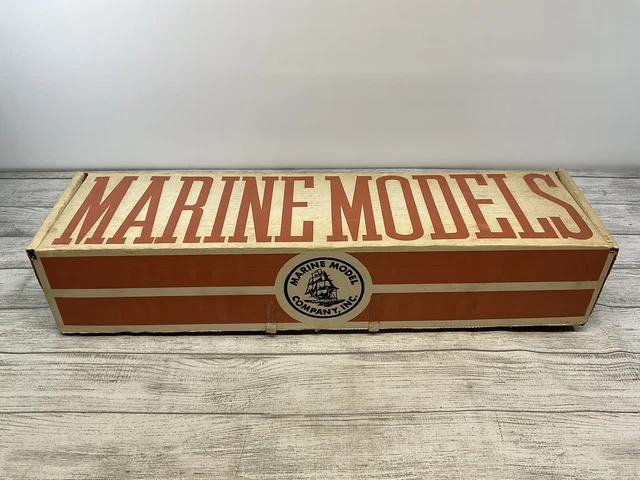 MARINE MODELS
MARINE MODEL
COMPANY, INC.